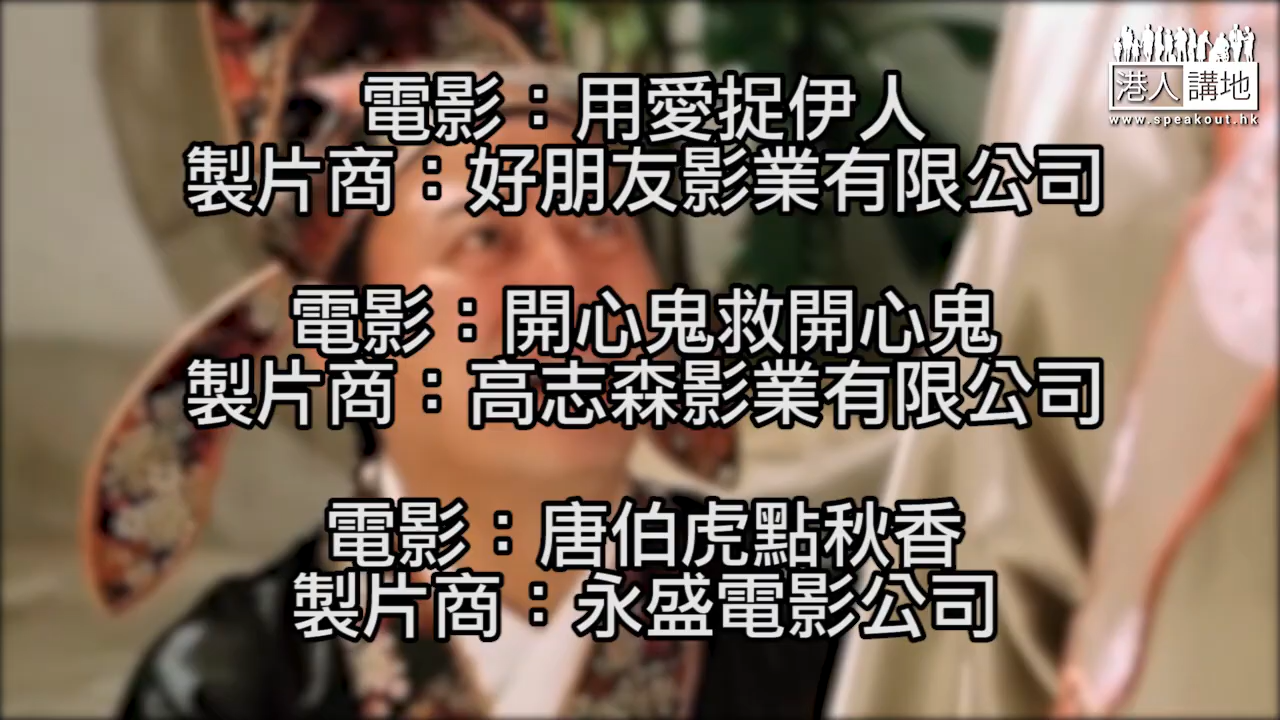 港人講地
www.speakout.hk
電影：用愛捉伊人
製片商：好朋友影業有限公司
電影：開心鬼救開心鬼
製片商：高志森影業有限公司
電影：唐伯虎點秋香
製片商：永盛電影公司